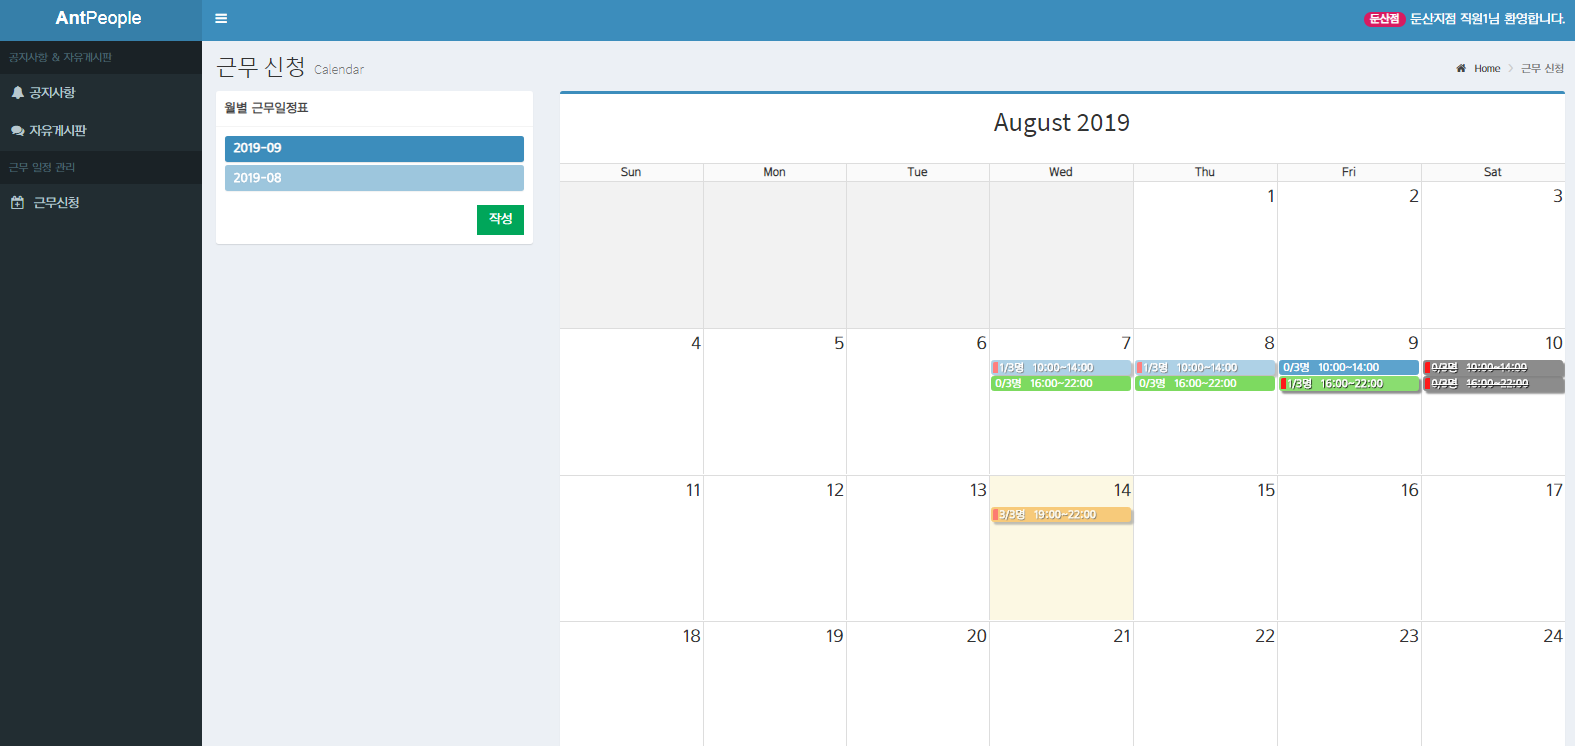 AntPeople
둔산점 둔산지점 직원1님 환영합니다.
공지사항 & 자유게시판
공지사항
자유게시판
근무 일정 관리
근무신청
근무 신청 Calendar
Home > 근무 신청
월별 근무일정표
2019-09
2019-08
작성
August 2019
Sun Mon Tue Wed Thu Fri Sat
1 2 3
4 5 6 7 8 9 10
1/3명 10:00~14:00 1/3명 10:00~14:00 0/3명 10:00~14:00 0/3명 10:00~14:00
0/3명 16:00~22:00 0/3명 16:00~22:00 1/3명 16:00~22:00 0/3명 16:00~22:00
11 12 13 14 15 16 17
3/3명 19:00~22:00
18 19 20 21 22 23 24